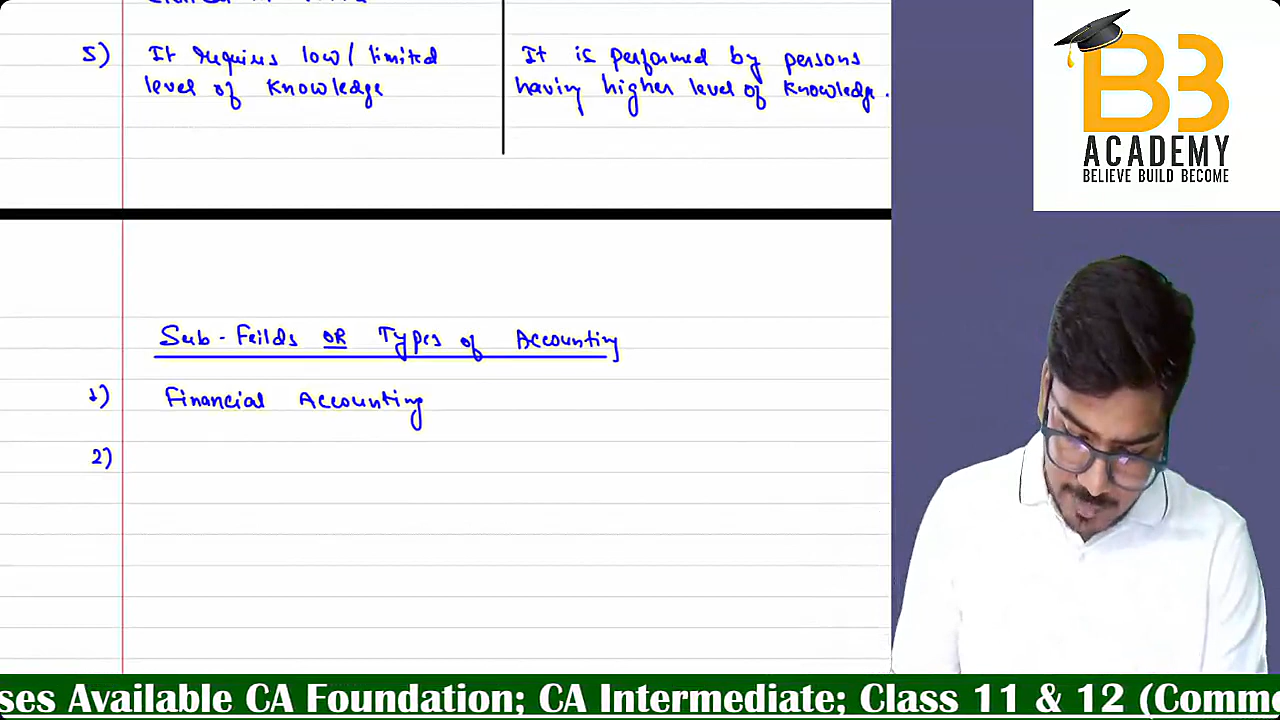 5) It requires low / limited
level of knowledge
It is performed by persons
having higher level of knowledge.
B3
ACADEMY
BELIEVE BUILD BECOME
Sub-Feilds OR Types of Accounting
1) Financial Accounting
2)
ses Available CA Foundation; CA Intermediate; Class 11 & 12 (Comme